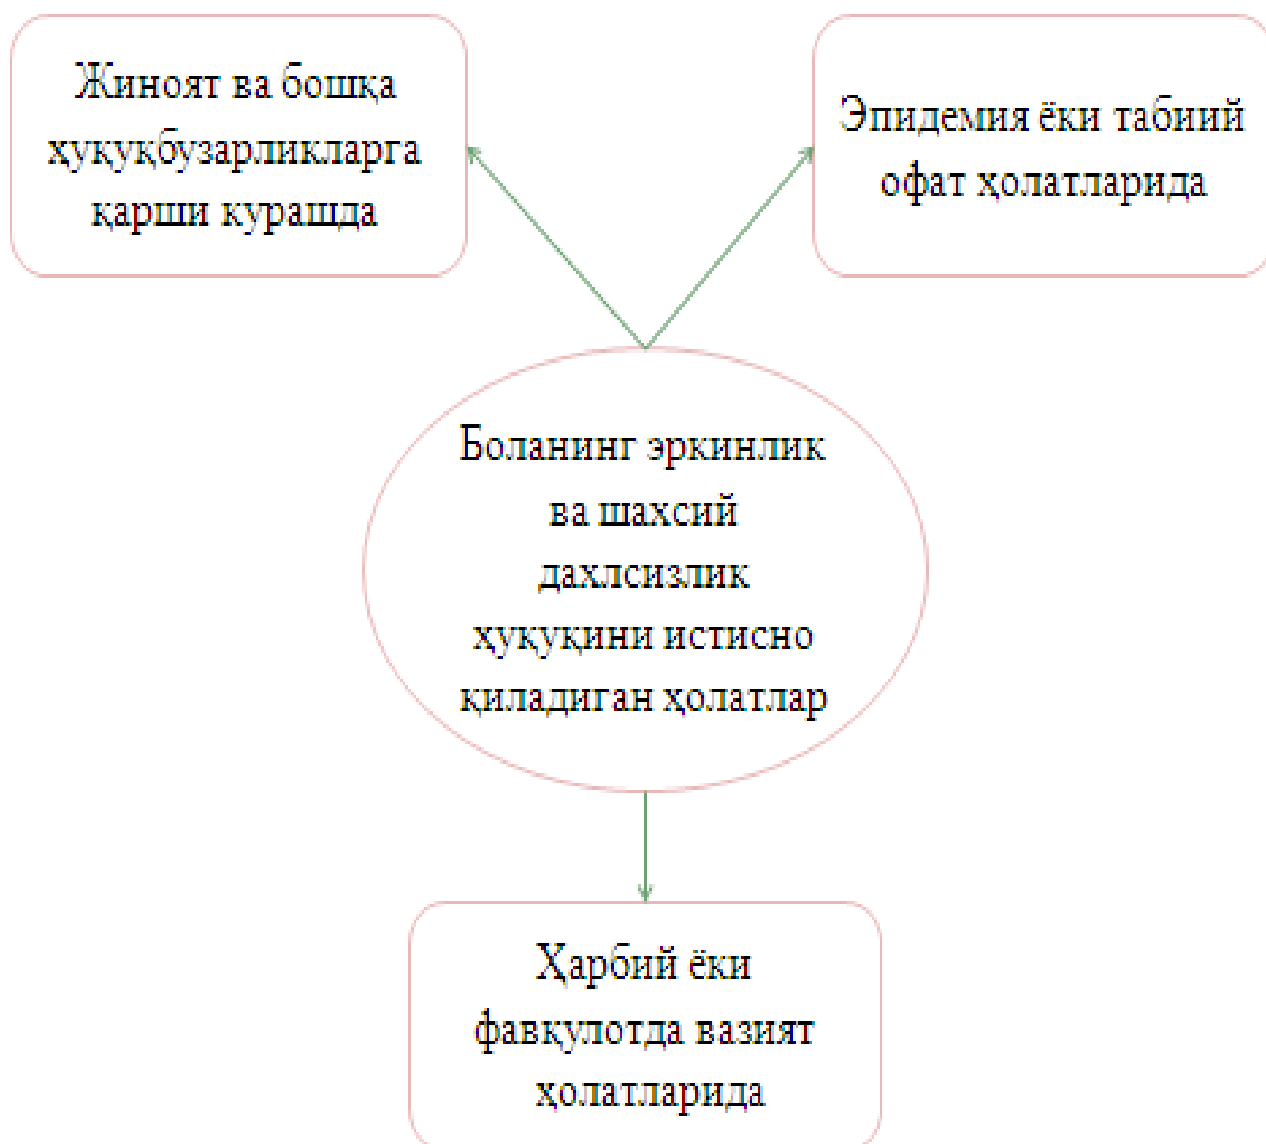 Жиноят ва бошқа
ҳуқуқбузарликларга
қарши курашда
Эпидемия ёки табиий
офат ҳолатларида
Боланинг эркинлик
ва шахсий
дахлсизлик
ҳуқуқини истисно
қиладиган ҳолатлар
Ҳарбий ёки
фавқулотда вазият
ҳолатларида